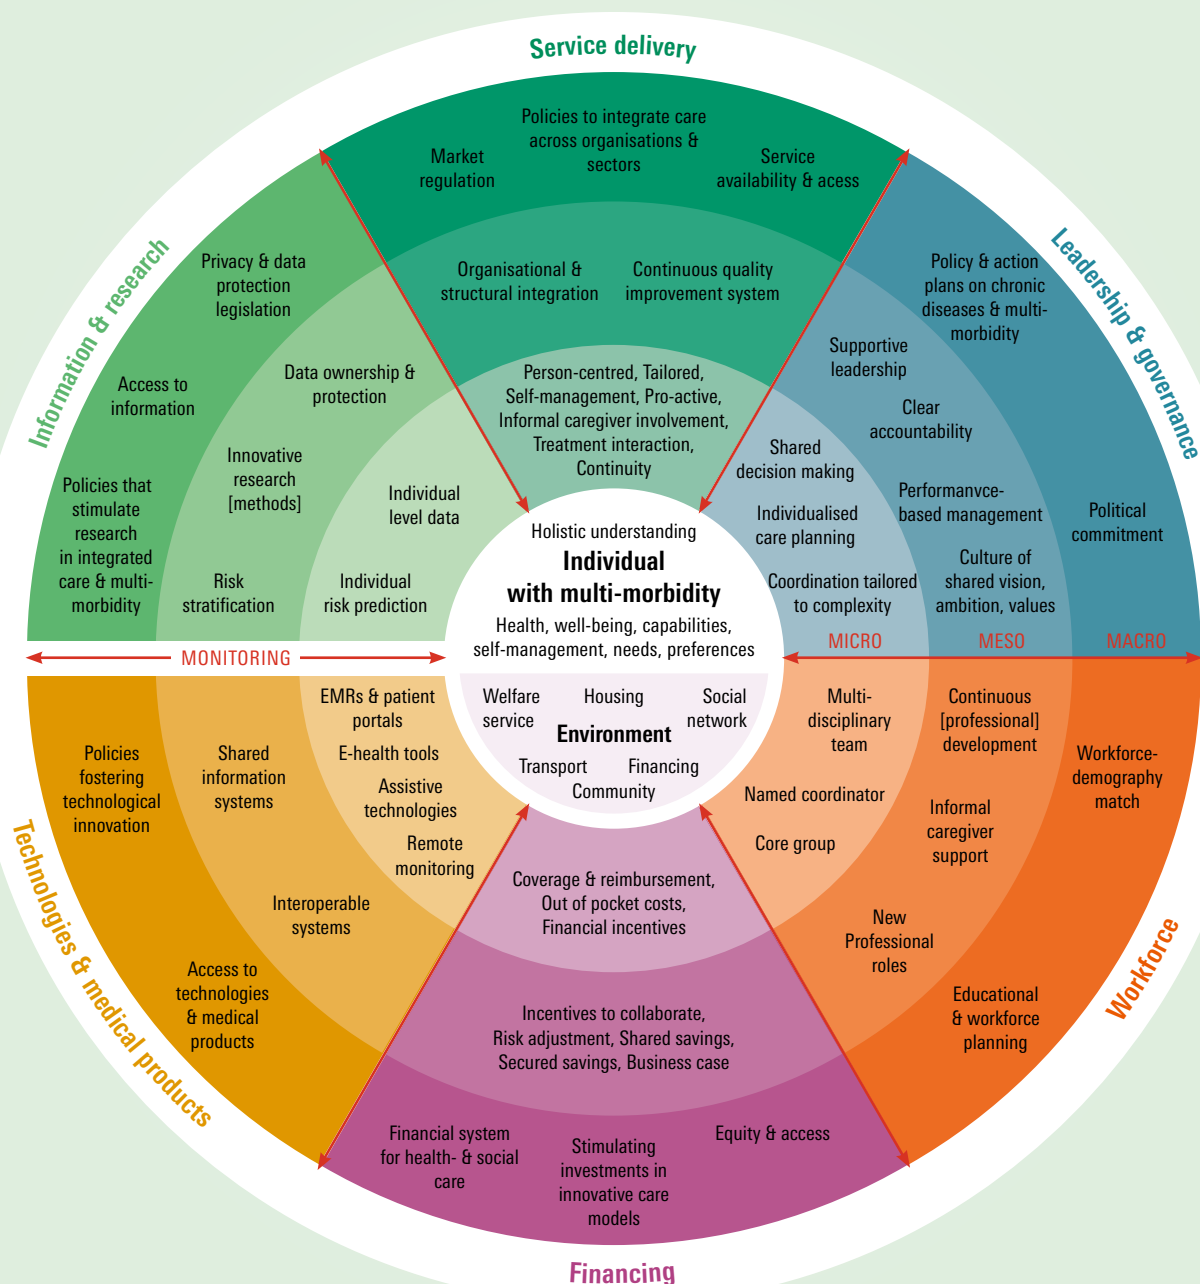 Service delivery
Policies to integrate care
across organisations &
sectors
Market
regulation
Service
availability & acess
Organisational &
structural integration
Continuous quality
improvement system
Person-centred, Tailored,
Self-management, Pro-active,
Informal caregiver involvement,
Treatment interaction,
Continuity
Leadership & governance
Policy & action
plans on chronic
diseases & multi-
morbidity
Political
commitment
Supportive
leadership
Clear
accountability
Performanvce-
based management
Culture of
shared vision,
ambition, values
Shared
decision making
Individualised
care planning
Coordination tailored
to complexity
MICRO
MESO
MACRO
Information & research
Privacy & data
protection
legislation
Access to
information
Policies that
stimulate
research
in integrated
care & multi-
morbidity
Data ownership &
protection
Innovative
research
[methods]
Risk
stratification
Individual
level data
Individual
risk prediction
MONITORING
Holistic understanding
Individual
with multi-morbidity
Health, well-being, capabilities,
self-management, needs, preferences
Welfare
service
Housing
Social
network
Environment
Transport
Financing
Community
Technologies & medical products
EMRs & patient
portals
E-health tools
Assistive
technologies
Remote
monitoring
Shared
information
systems
Interoperable
systems
Policies
fostering
technological
innovation
Access to
technologies
& medical
products
Workforce
Multi-
disciplinary
team
Named coordinator
Core group
Continuous
[professional]
development
Informal
caregiver
support
New
Professional
roles
Workforce-
demography
match
Educational
& workforce
planning
Coverage & reimbursement,
Out of pocket costs,
Financial incentives
Incentives to collaborate,
Risk adjustment, Shared savings,
Secured savings, Business case
Financial system
for health- & social
care
Stimulating
investments in
innovative care
models
Equity & access
Financing